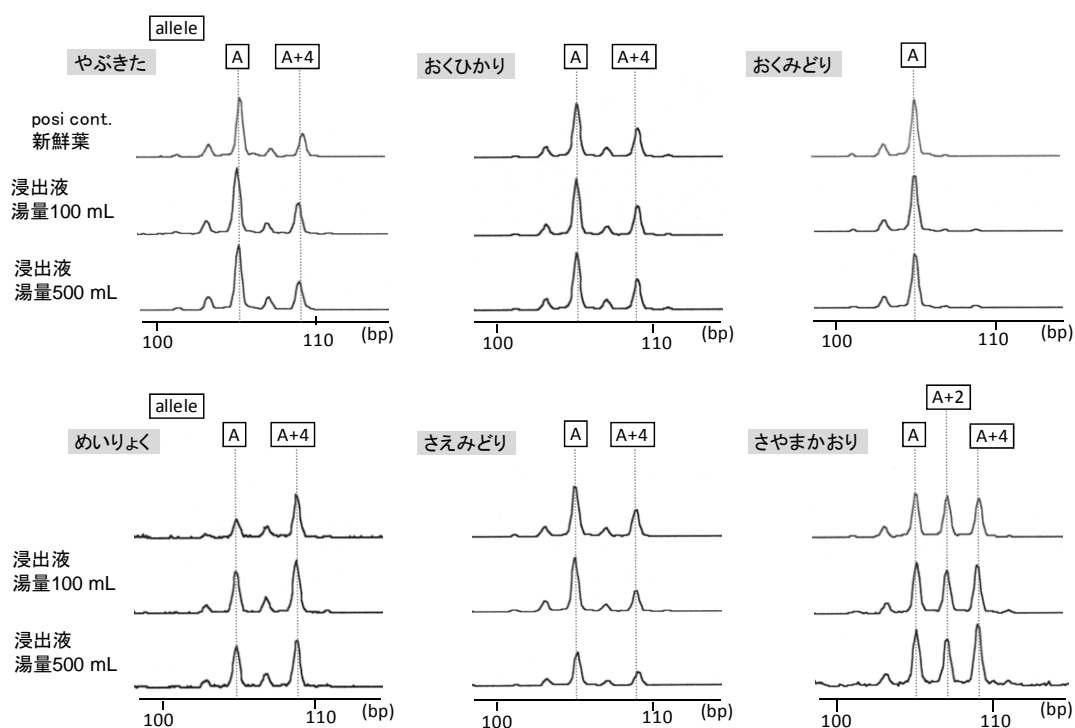 allele
やぶきた
A
A+4
おくひかり
A
A+4
おくみどり
A
posi cont.
新鮮葉
浸出液
湯量100 mL
浸出液
湯量500 mL
100
110
(bp)
100
110
(bp)
100
110
(bp)
allele
めいりょく
A
A+4
さえみどり
A
A+4
さやまかおり
A
A+2
A+4
浸出液
湯量100 mL
浸出液
湯量500 mL
100
110
(bp)
100
110
(bp)
100
110
(bp)